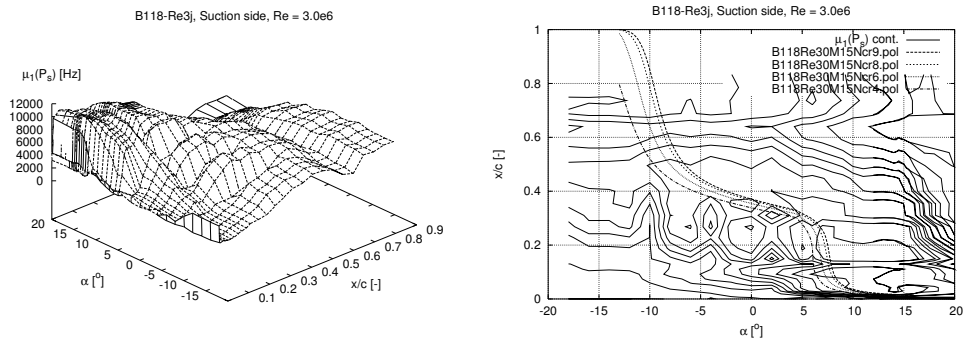 B118-Re3j, Suction side, Re = 3.0e6
μ1(Ps) [Hz]
12000
10000
8000
6000
4000
2000
0
20
15
10
5
0
-5
-10
-15
α [°]
0.1
0.2
0.3
0.4
0.5
0.6
0.7
0.8
0.9
x/c [-]
B118-Re3j, Suction side, Re = 3.0e6
μ1(Ps) cont.
B118Re30M15Ncr9.pol
B118Re30M15Ncr8.pol
B118Re30M15Ncr6.pol
B118Re30M15Ncr4.pol
1
0.8
0.6
0.4
0.2
0
x/c [-]
-20 -15 -10 -5 0 5 10 15 20
α [°]